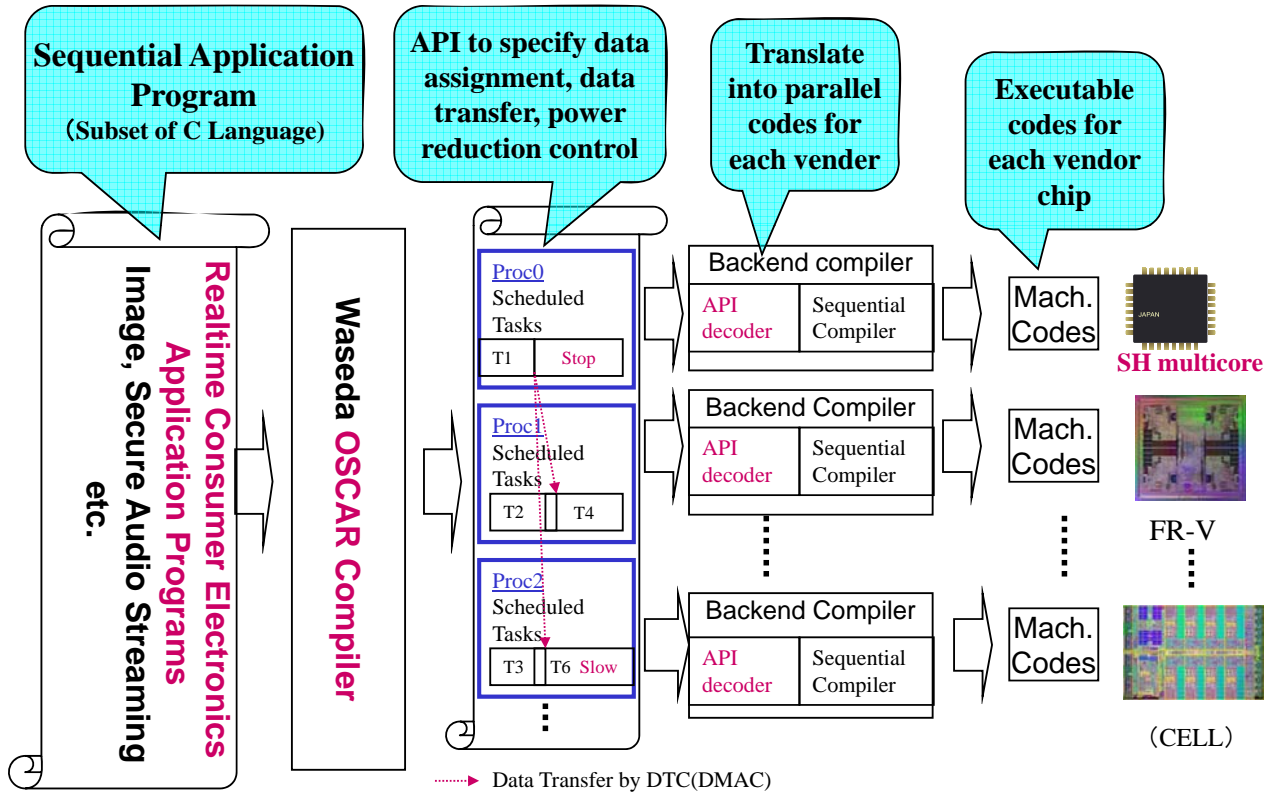 Sequential Application
Program
(Subset of C Language)
API to specify data
assignment, data
transfer, power
reduction control
Translate
into parallel
codes for
each vender
Executable
codes for
each vendor
chip
Realtime Consumer Electronics
Application Programs
Image, Secure Audio Streaming
etc.
Waseda OSCAR Compiler
Proc0
Scheduled
Tasks
T1 Stop
Proc1
Scheduled
Tasks
T2 T4
Proc2
Scheduled
Tasks
T3 T6 Slow
Backend compiler
API
decoder
Sequential
Compiler
Backend Compiler
API
decoder
Sequential
Compiler
Backend Compiler
API
decoder
Sequential
Compiler
Mach.
Codes
Mach.
Codes
Mach.
Codes
JAPAN
SH multicore
FR-V
(CELL)
Data Transfer by DTC(DMAC)